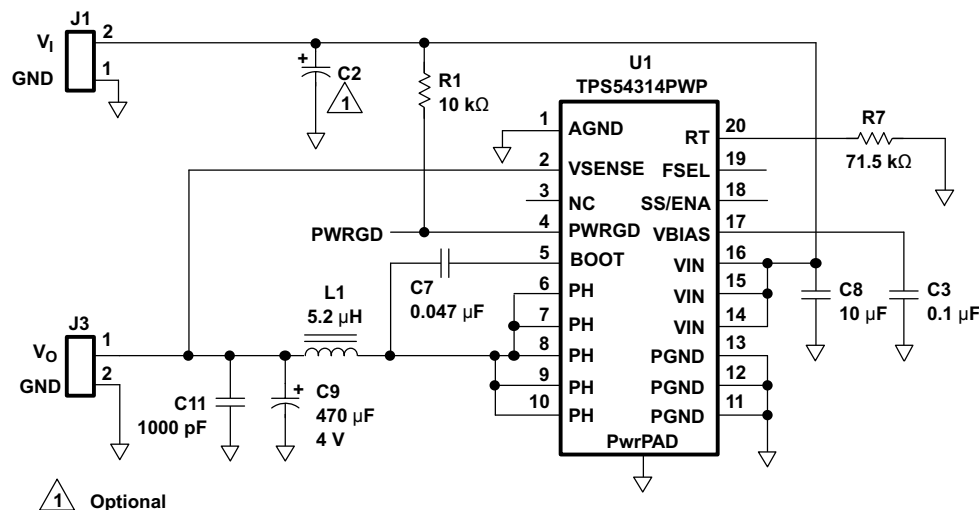 J1
V_I 2
GND 1
C2
1
R1
10 kΩ
U1
TPS54314PWP
1 AGND
2 VSENSE
3 NC
PWRGD 4 PWRGD
5 BOOT
6 PH
7 PH
8 PH
9 PH
10 PH
RT 20
FSEL 19
SS/ENA 18
VBIAS 17
VIN 16
VIN 15
VIN 14
PGND 13
PGND 12
PGND 11
PwrPAD
R7
71.5 kΩ
C7
0.047 µF
L1
5.2 µH
C8
10 µF
C3
0.1 µF
J3
V_O 1
GND 2
C11
1000 pF
C9
470 µF
4 V
1 Optional